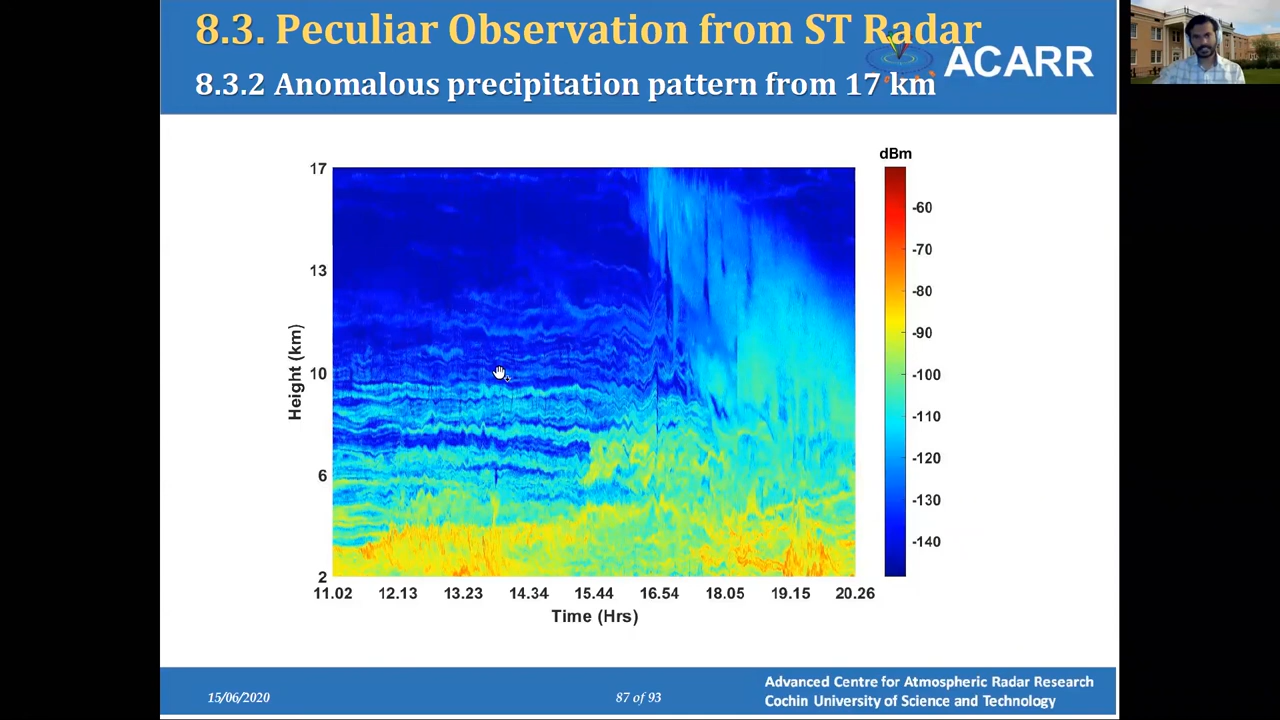 8.3. Peculiar Observation from ST Radar
ACARR
8.3.2 Anomalous precipitation pattern from 17 km
dBm
17
13
10
6
2
Height (km)
-60
-70
-80
-90
-100
-110
-120
-130
-140
11.02 12.13 13.23 14.34 15.44 16.54 18.05 19.15 20.26
Time (Hrs)
15/06/2020
87 of 93
Advanced Centre for Atmospheric Radar Research
Cochin University of Science and Technology